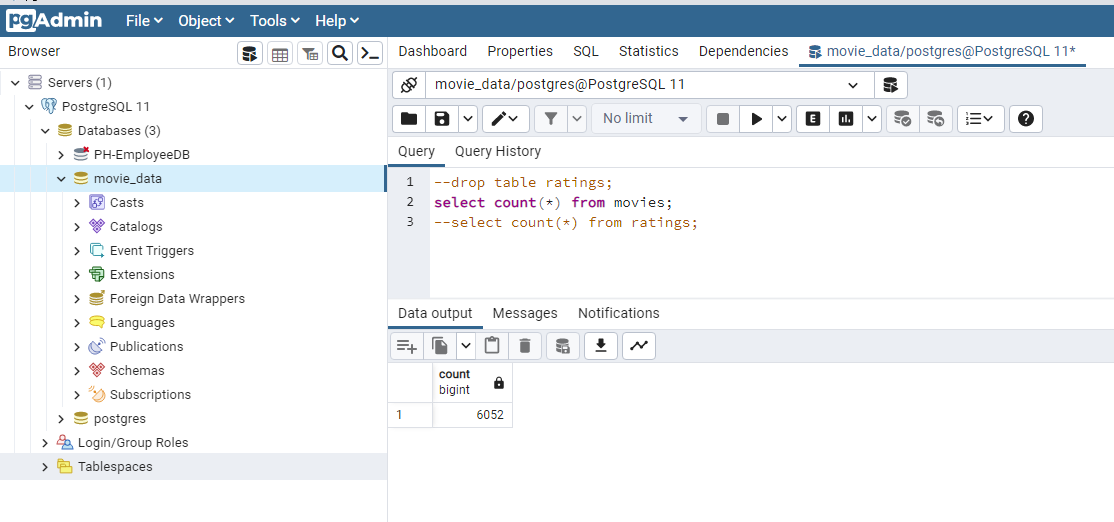 pgAdmin File Object Tools Help
Browser
Dashboard Properties SQL Statistics Dependencies movie_data/postgres@PostgreSQL 11*
Servers (1)
PostgreSQL 11
Databases (3)
PH-EmployeeDB
movie_data
Casts
Catalogs
Event Triggers
Extensions
Foreign Data Wrappers
Languages
Publications
Schemas
Subscriptions
postgres
Login/Group Roles
Tablespaces
movie_data/postgres@PostgreSQL 11
No limit E
Query Query History
1 --drop table ratings;
2 select count(*) from movies;
3 --select count(*) from ratings;
Data output Messages Notifications
count
bigint
1 6052